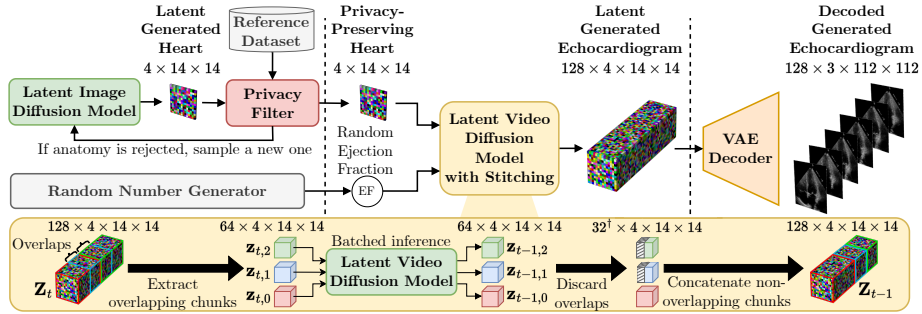 Latent
Generated
Heart
4 × 14 × 14
Reference
Dataset
Privacy-
Preserving
Heart
4 × 14 × 14
Latent
Generated
Echocardiogram
128 × 4 × 14 × 14
Decoded
Generated
Echocardiogram
128 × 3 × 112 × 112
Latent Image
Diffusion Model
Privacy
Filter
If anatomy is rejected, sample a new one
Random
Ejection
Fraction
Latent Video
Diffusion
Model
with Stitching
VAE
Decoder
Random Number Generator
EF
128 × 4 × 14 × 14
Overlaps
Z_t
Extract
overlapping chunks
64 × 4 × 14 × 14
z_{t,2}
z_{t,1}
z_{t,0}
Batched inference
Latent Video
Diffusion Model
64 × 4 × 14 × 14
z_{t−1,2}
z_{t−1,1}
z_{t−1,0}
Discard
overlaps
32† × 4 × 14 × 14
Concatenate non-
overlapping chunks
128 × 4 × 14 × 14
Z_{t−1}